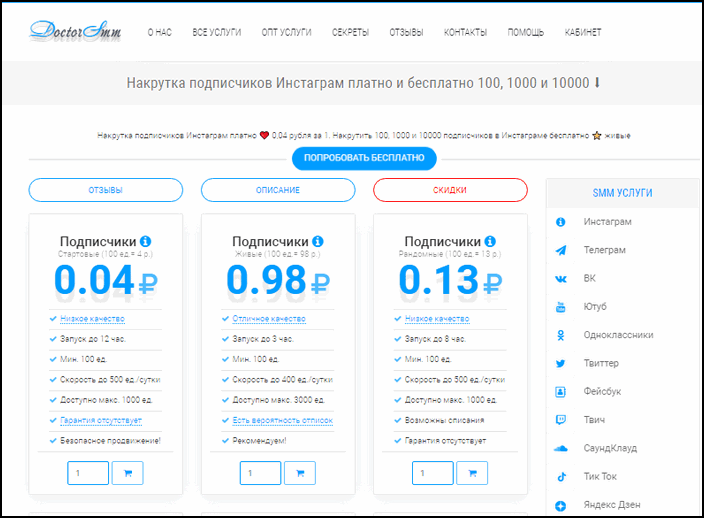 DoctorSmm
О НАС ВСЕ УСЛУГИ ОПТ УСЛУГИ СЕКРЕТЫ ОТЗЫВЫ КОНТАКТЫ ПОМОЩЬ КАБИНЕТ
Накрутка подписчиков Инстаграм платно и бесплатно 100, 1000 и 10000 ⬇
Накрутка подписчиков Инстаграм платно ❤ 0,04 рубля за 1. Накрутить 100, 1000 и 10000 подписчиков в Инстаграме бесплатно ⭐ живые
ПОПРОБОВАТЬ БЕСПЛАТНО
ОТЗЫВЫ
ОПИСАНИЕ
СКИДКИ
Подписчики
Стартовые (100 ед.= 4 р.)
0.04₽
Низкое качество
Запуск до 12 час.
Мин. 100 ед.
Скорость до 500 ед./сутки
Доступно макс. 1000 ед.
Гарантия отсутствует
Безопасное продвижение!
1
Подписчики
Живые (100 ед.= 98 р.)
0.98₽
Отличное качество
Запуск до 3 час.
Мин. 100 ед.
Скорость до 400 ед./сутки
Доступно макс. 3000 ед.
Есть вероятность отписок
Рекомендуем!
1
Подписчики
Рандомные (100 ед.= 13 р.)
0.13₽
Низкое качество
Запуск до 8 час.
Мин. 100 ед.
Скорость до 500 ед./сутки
Доступно макс. 1000 ед.
Возможны списания
Гарантия отсутствует
1
SMM УСЛУГИ
Инстаграм
Телеграм
ВК
Ютуб
Одноклассники
Твиттер
Фейсбук
Твич
СаундКлауд
Тик Ток
Яндекс Дзен